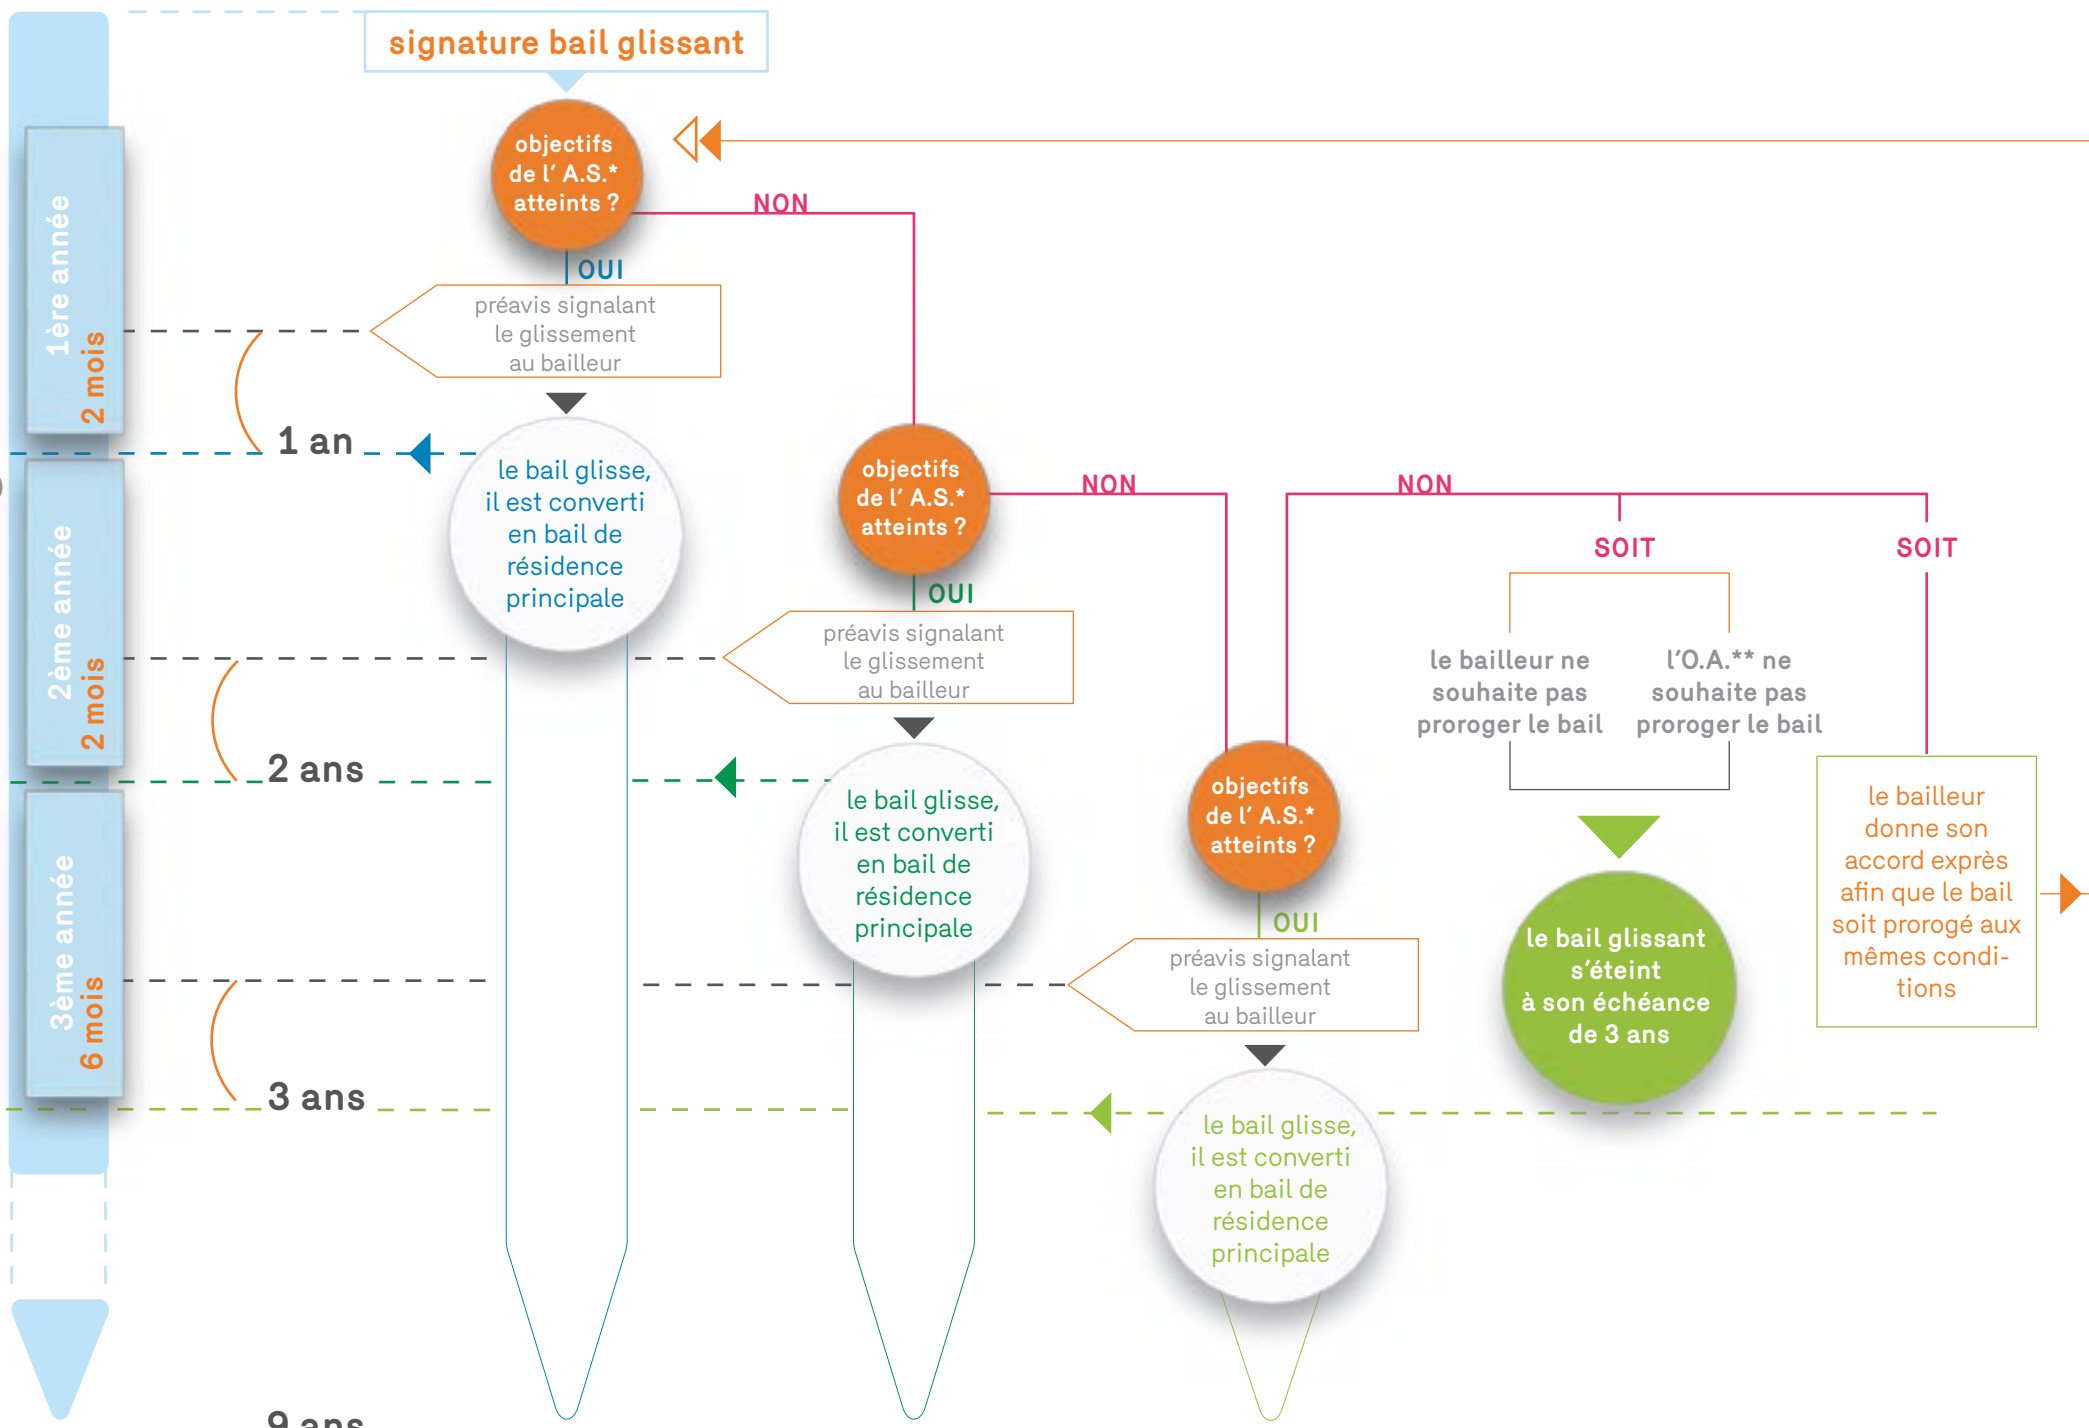 signature bail glissant
objectifs
de l' A.S.*
atteints ?
NON
OUI
préavis signalant
le glissement
au bailleur
1ère année
2 mois
1 an
le bail glisse,
il est converti
en bail de
résidence
principale
objectifs
de l' A.S.*
atteints ?
NON
OUI
préavis signalant
le glissement
au bailleur
2ème année
2 mois
2 ans
le bail glisse,
il est converti
en bail de
résidence
principale
objectifs
de l' A.S.*
atteints ?
NON
OUI
préavis signalant
le glissement
au bailleur
3ème année
6 mois
3 ans
le bail glisse,
il est converti
en bail de
résidence
principale
SOIT
le bailleur ne
souhaite pas
proroger le bail
l'O.A.** ne
souhaite pas
proroger le bail
le bail glissant
s'éteint
à son échéance
de 3 ans
SOIT
le bailleur
donne son
accord exprès
afin que le bail
soit prorogé aux
mêmes condi-
tions
9 ans